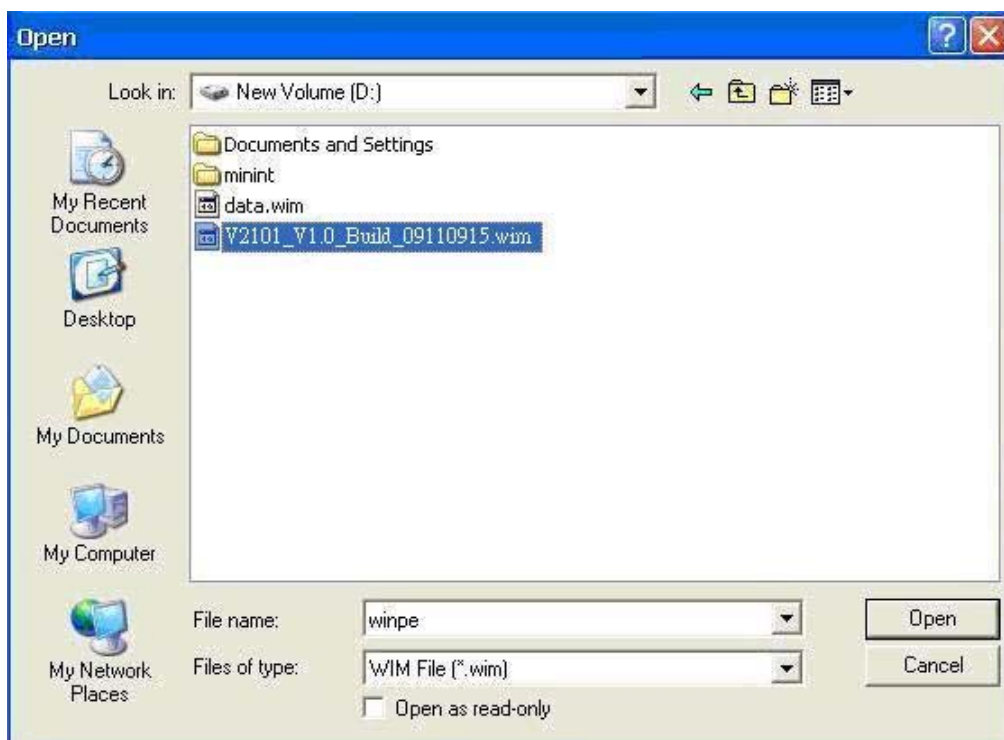 Open
Look in:
New Volume (D:)
My Recent
Documents
Desktop
My Documents
My Computer
My Network
Places
Documents and Settings
minint
data.wim
V2101_V1.0_Build_09110915.wim
File name:
winpe
Open
Files of type:
WIM File (*.wim)
Cancel
Open as read-only